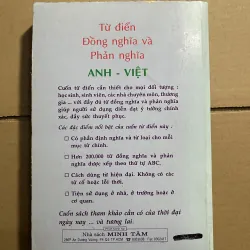 Từ điển
Đồng nghĩa và
Phản nghĩa
ANH - VIỆT
Cuốn từ điển cần thiết cho mọi đối tượng :
học sinh, sinh viên, các nhà chuyên môn, thương
gia ... với đầy đủ từ đồng nghĩa và phản nghĩa
giúp người sử dụng diễn đạt ý tưởng chính
xác, đầy sức thuyết phục.
Các đặc điểm nổi bật của cuốn từ điển này .
Có phần định nghĩa và từ loại cho mỗi
mục từ chính.
Hơn 200.000 từ đồng nghĩa và phản nghĩa
được xếp theo thứ tự ABC.
Cách dùng từ hiện đại. Không có các
từ cổ hoặc lỗi thời.
Tiện sử dụng ở nhà, ở trường hoặc ở
cơ quan.
Cuốn sách tham khảo cần có của thời đại
ngày nay ... và tương lai.
Nhà sách MINH TÂM
An Dương Vương